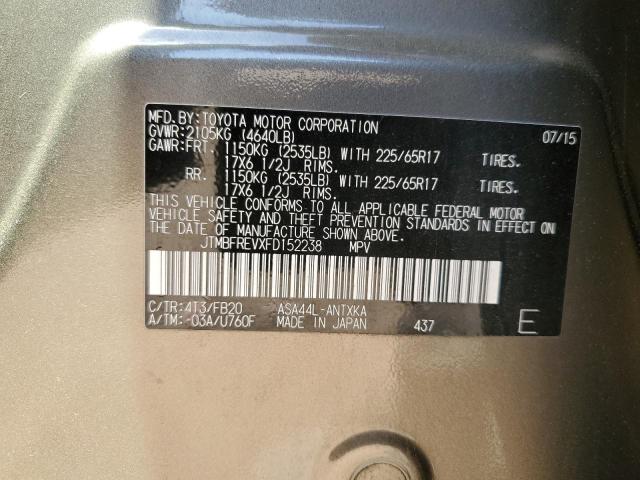 MFD.BY:TOYOTA MOTOR CORPORATION 07/15
GVWR:2105KG (4640LB)
GAWR:FRT. 1150KG (2535LB) WITH 225/65R17 TIRES.
17X6 1/2J RIMS.
RR. 1150KG (2535LB) WITH 225/65R17 TIRES.
17X6 1/2J RIMS.
THIS VEHICLE CONFORMS TO ALL APPLICABLE FEDERAL MOTOR
VEHICLE SAFETY AND THEFT PREVENTION STANDARDS IN EFFECT ON
THE DATE OF MANUFACTURE SHOWN ABOVE.
JTMBFREVXFD152238 MPV
C/TR:4T3/FB20 ASA44L-ANTXKA
A/TM:-03A/U760F MADE IN JAPAN 437 E